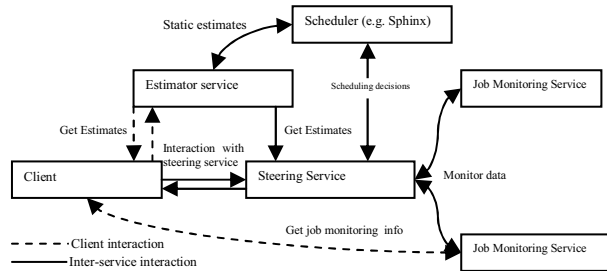 Static estimates
Scheduler (e.g. Sphinx)
Estimator service
Scheduling decisions
Job Monitoring Service
Get Estimates
Interaction with
steering service
Get Estimates
Client
Steering Service
Monitor data
Get job monitoring info
Client interaction
Inter-service interaction
Job Monitoring Service